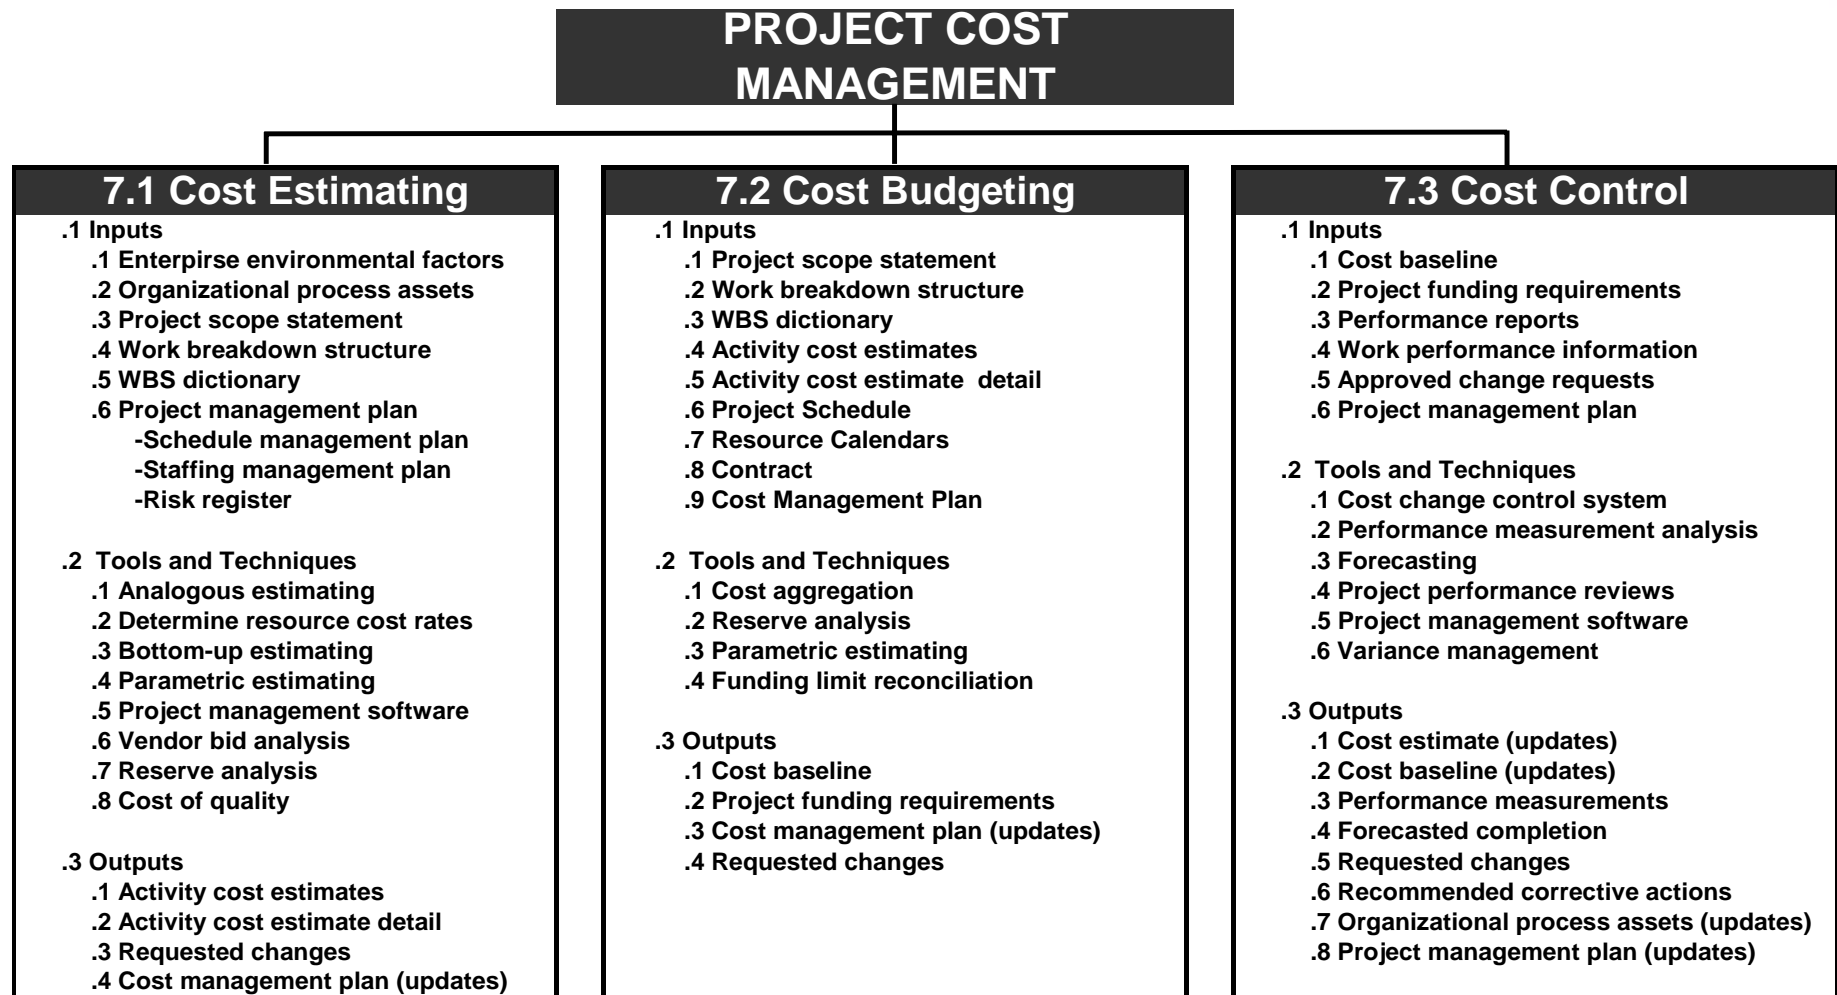 PROJECT COST
MANAGEMENT
7.1 Cost Estimating
.1 Inputs
.1 Enterpirse environmental factors
.2 Organizational process assets
.3 Project scope statement
.4 Work breakdown structure
.5 WBS dictionary
.6 Project management plan
-Schedule management plan
-Staffing management plan
-Risk register
.2 Tools and Techniques
.1 Analogous estimating
.2 Determine resource cost rates
.3 Bottom-up estimating
.4 Parametric estimating
.5 Project management software
.6 Vendor bid analysis
.7 Reserve analysis
.8 Cost of quality
.3 Outputs
.1 Activity cost estimates
.2 Activity cost estimate detail
.3 Requested changes
.4 Cost management plan (updates)
7.2 Cost Budgeting
.1 Inputs
.1 Project scope statement
.2 Work breakdown structure
.3 WBS dictionary
.4 Activity cost estimates
.5 Activity cost estimate  detail
.6 Project Schedule
.7 Resource Calendars
.8 Contract
.9 Cost Management Plan
.2 Tools and Techniques
.1 Cost aggregation
.2 Reserve analysis
.3 Parametric estimating
.4 Funding limit reconciliation
.3 Outputs
.1 Cost baseline
.2 Project funding requirements
.3 Cost management plan (updates)
.4 Requested changes
7.3 Cost Control
.1 Inputs
.1 Cost baseline
.2 Project funding requirements
.3 Performance reports
.4 Work performance information
.5 Approved change requests
.6 Project management plan
.2 Tools and Techniques
.1 Cost change control system
.2 Performance measurement analysis
.3 Forecasting
.4 Project performance reviews
.5 Project management software
.6 Variance management
.3 Outputs
.1 Cost estimate (updates)
.2 Cost baseline (updates)
.3 Performance measurements
.4 Forecasted completion
.5 Requested changes
.6 Recommended corrective actions
.7 Organizational process assets (updates)
.8 Project management plan (updates)